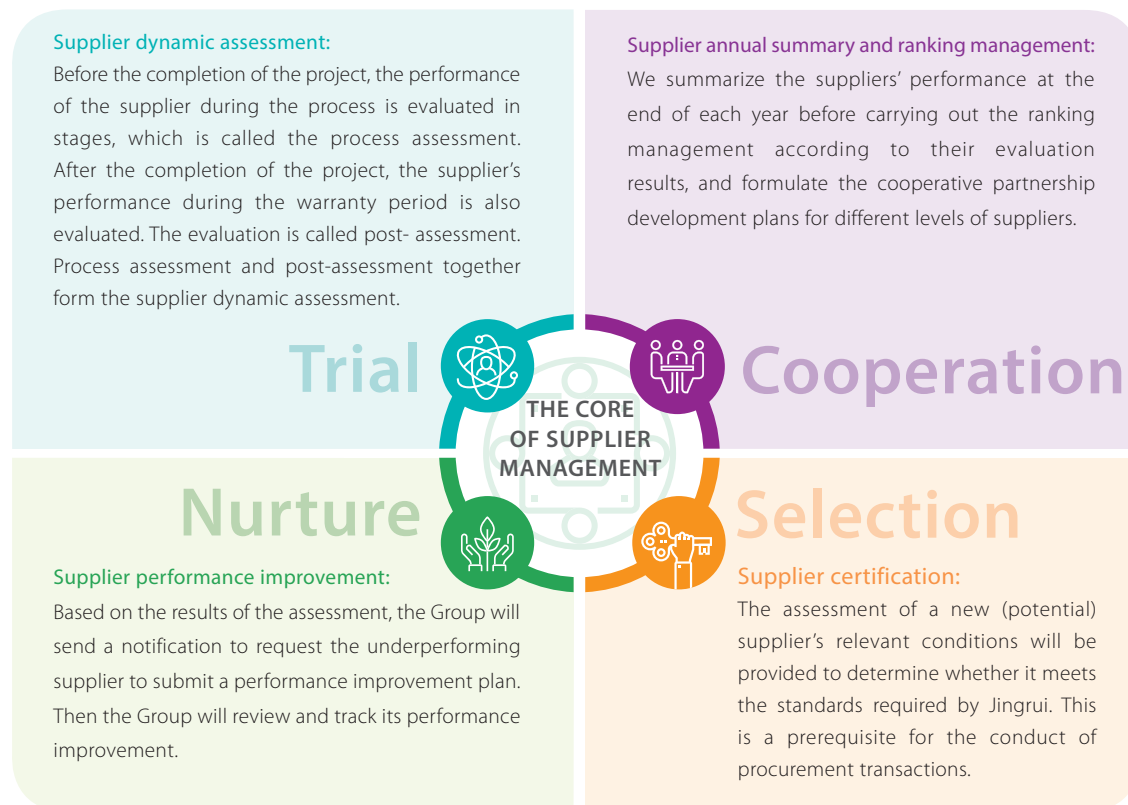 Supplier dynamic assessment:
Before the completion of the project, the performance
of the supplier during the process is evaluated in
stages, which is called the process assessment.
After the completion of the project, the supplier’s
performance during the warranty period is also
evaluated. The evaluation is called post- assessment.
Process assessment and post-assessment together
form the supplier dynamic assessment.
Trial
Supplier annual summary and ranking management:
We summarize the suppliers’ performance at the
end of each year before carrying out the ranking
management according to their evaluation
results, and formulate the cooperative partnership
development plans for different levels of suppliers.
Cooperation
THE CORE
OF SUPPLIER
MANAGEMENT
Nurture
Supplier performance improvement:
Based on the results of the assessment, the Group will
send a notification to request the underperforming
supplier to submit a performance improvement plan.
Then the Group will review and track its performance
improvement.
Selection
Supplier certification:
The assessment of a new (potential)
supplier’s relevant conditions will be
provided to determine whether it meets
the standards required by Jingrui. This
is a prerequisite for the conduct of
procurement transactions.